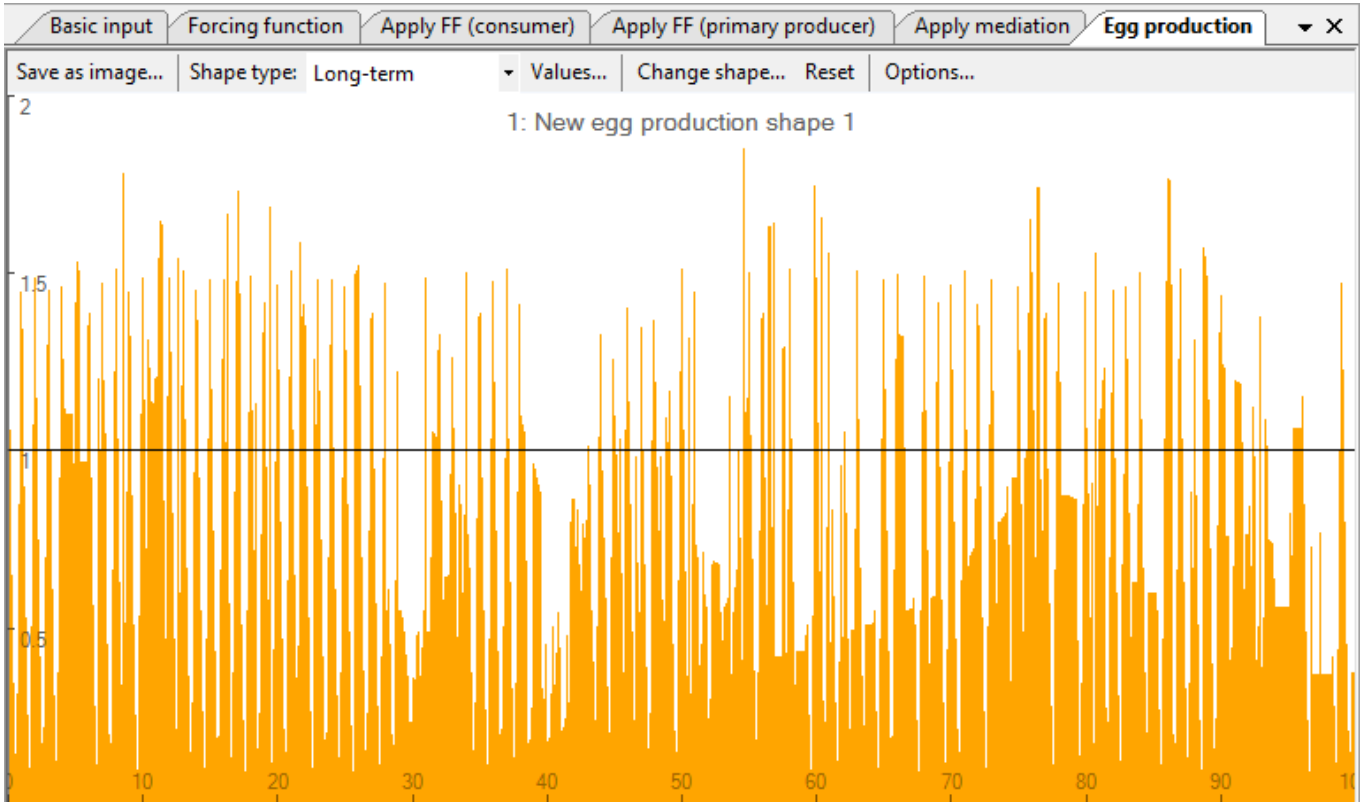 Basic input Forcing function Apply FF (consumer) Apply FF (primary producer) Apply mediation Egg production
Save as image... Shape type: Long-term Values... Change shape... Reset Options...
2
1: New egg production shape 1
1.5
1
0.5
0 10 20 30 40 50 60 70 80 90 10